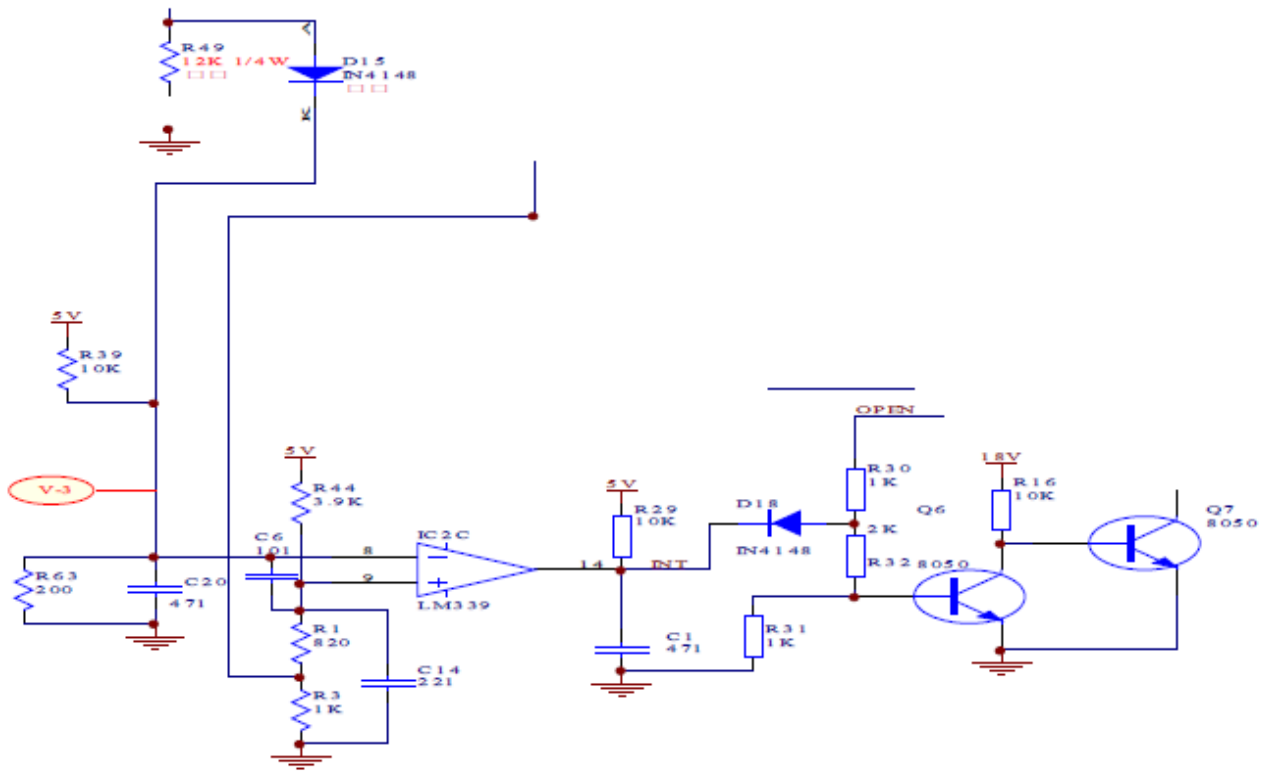 R49
12K 1/4W
A
D15
IN4148
K
5V
R39
10K
OPEN
V-3
5V
R44
3.9K
5V
R29
10K
D18
IN4148
R30
1K
2K
R32
18V
R16
10K
Q6
8050
Q7
8050
C6
101
8
9
IC2C
LM339
14
INT
R63
200
C20
471
R1
820
C14
221
R3
1K
C1
471
R31
1K